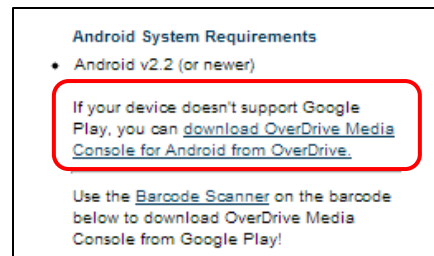 Android System Requirements
• Android v2.2 (or newer)
If your device doesn't support Google
Play, you can download OverDrive Media
Console for Android from OverDrive.
Use the Barcode Scanner on the barcode
below to download OverDrive Media
Console from Google Play!